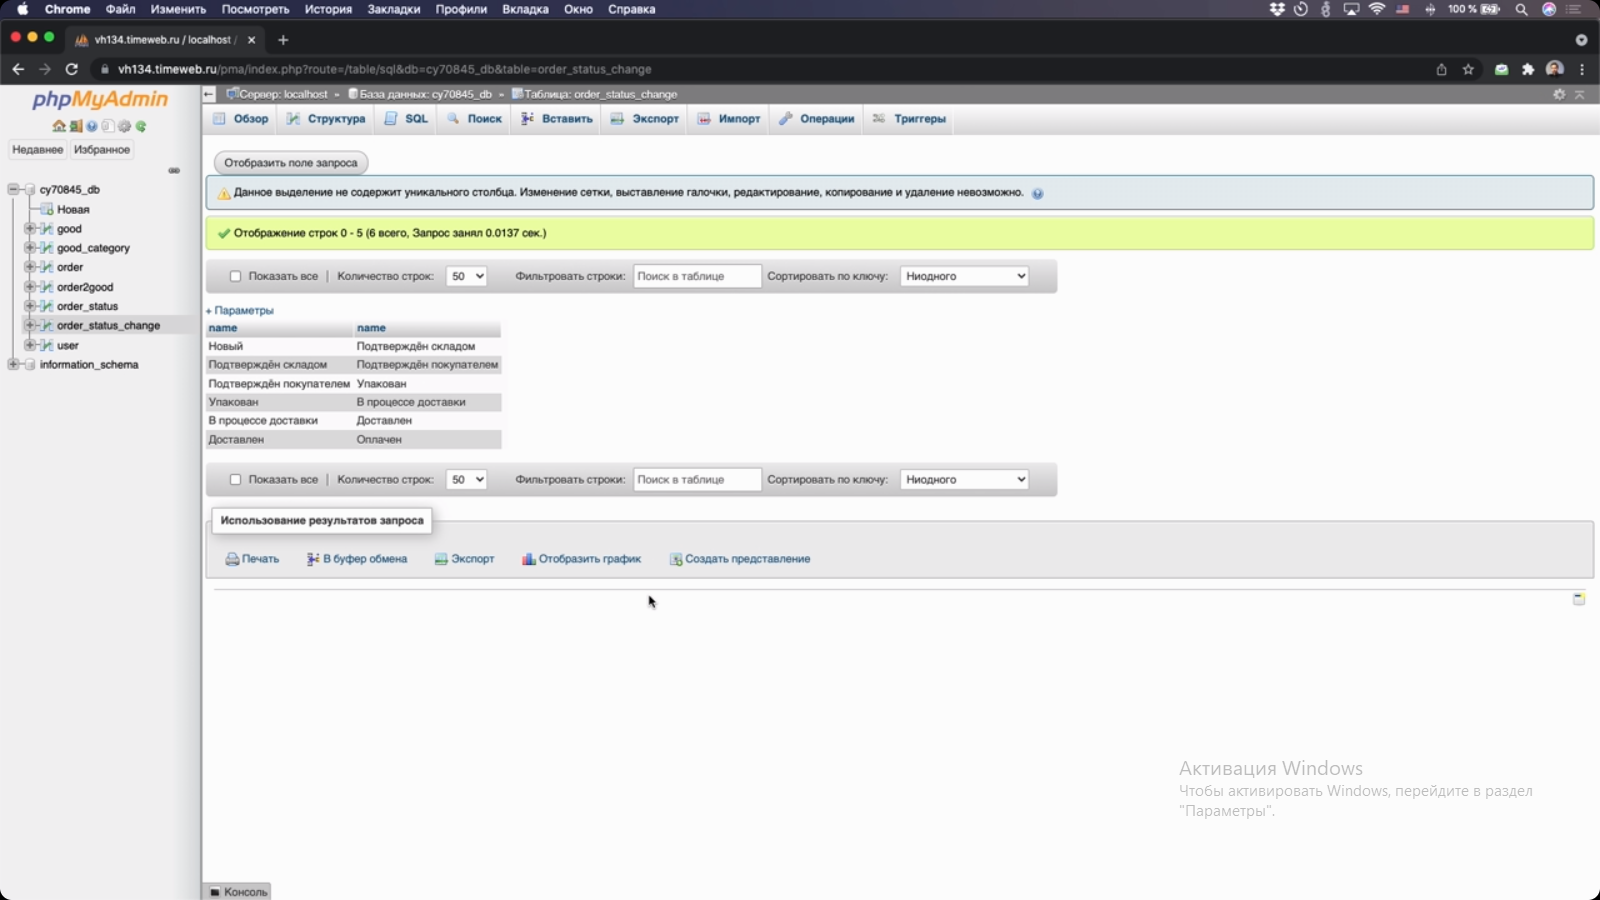 Chrome Файл Изменить Посмотреть История Закладки Профили Вкладка Окно Справка 100 %
vh134.timeweb.ru / localhost /
vh134.timeweb.ru/pma/index.php?route=/table/sql&db=cy70845_db&table=order_status_change
phpMyAdmin
Недавнее Избранное
cy70845_db
Новая
good
good_category
order
order2good
order_status
order_status_change
user
information_schema
Сервер: localhost » База данных: cy70845_db » Таблица: order_status_change
Обзор Структура SQL Поиск Вставить Экспорт Импорт Операции Триггеры
Отобразить поле запроса
Данное выделение не содержит уникального столбца. Изменение сетки, выставление галочки, редактирование, копирование и удаление невозможно.
Отображение строк 0 - 5 (6 всего, Запрос занял 0.0137 сек.)
Показать все | Количество строк: 50 Фильтровать строки: Поиск в таблице Сортировать по ключу: Ниодного
+ Параметры
name name
Новый Подтверждён складом
Подтверждён складом Подтверждён покупателем
Подтверждён покупателем Упакован
Упакован В процессе доставки
В процессе доставки Доставлен
Доставлен Оплачен
Показать все | Количество строк: 50 Фильтровать строки: Поиск в таблице Сортировать по ключу: Ниодного
Использование результатов запроса
Печать В буфер обмена Экспорт Отобразить график Создать представление
Активация Windows
Чтобы активировать Windows, перейдите в раздел
"Параметры".
Консоль